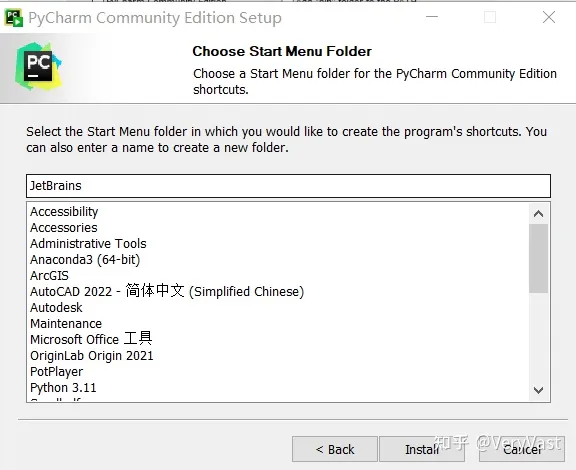 PyCharm Community Edition Setup
PC
Choose Start Menu Folder
Choose a Start Menu folder for the PyCharm Community Edition
shortcuts.
Select the Start Menu folder in which you would like to create the program's shortcuts. You
can also enter a name to create a new folder.
JetBrains
Accessibility
Accessories
Administrative Tools
Anaconda3 (64-bit)
ArcGIS
AutoCAD 2022 - 简体中文 (Simplified Chinese)
Autodesk
Maintenance
Microsoft Office 工具
OriginLab Origin 2021
PotPlayer
Python 3.11
< Back
Install
Cancel
知乎 @VeryVast